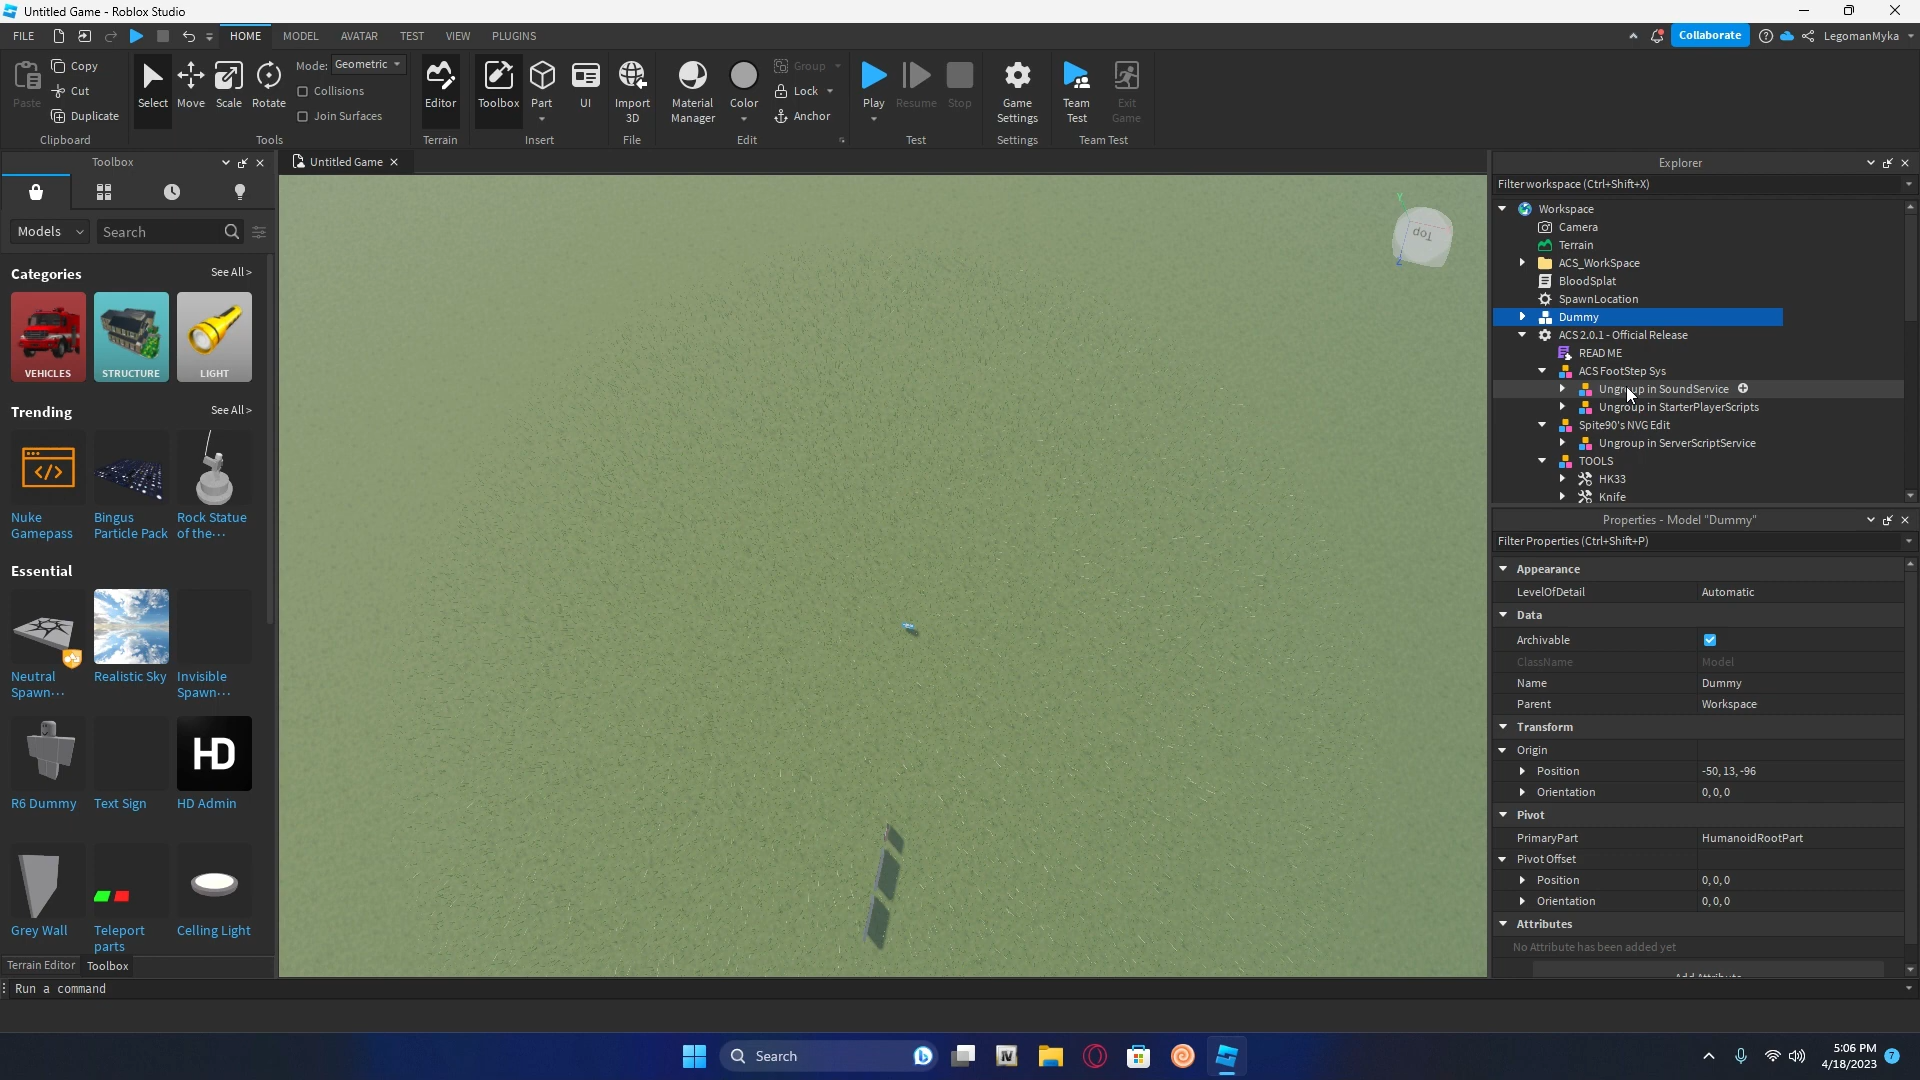 Untitled Game - Roblox Studio
FILE HOME MODEL AVATAR TEST VIEW PLUGINS Collaborate LegomanMyka
Paste Copy Cut Duplicate Clipboard
Select Move Scale Rotate Mode: Geometric Collisions Join Surfaces Tools
Editor Terrain
Toolbox Part UI Insert
Import 3D File
Material Manager Color Group Lock Anchor Edit
Play Resume Stop Test
Game Settings Settings
Team Test Exit Game Team Test
Toolbox
Models Search
Categories See All >
VEHICLES STRUCTURE LIGHT
Trending See All >
Nuke Gamepass
Bingus Particle Pack
Rock Statue of the...
Essential
Neutral Spawn...
Realistic Sky
Invisible Spawn...
HD
R6 Dummy Text Sign HD Admin
Grey Wall
Teleport parts
Celling Light
Terrain Editor Toolbox
Untitled Game
Top
Y
Z
Explorer
Filter workspace (Ctrl+Shift+X)
Workspace
Camera
Terrain
ACS_WorkSpace
BloodSplat
SpawnLocation
Dummy
ACS 2.0.1 - Official Release
READ ME
ACS FootStep Sys
Ungroup in SoundService
Ungroup in StarterPlayerScripts
Spite90's NVG Edit
Ungroup in ServerScriptService
TOOLS
HK33
Knife
Properties - Model "Dummy"
Filter Properties (Ctrl+Shift+P)
Appearance
LevelOfDetail Automatic
Data
Archivable
ClassName Model
Name Dummy
Parent Workspace
Transform
Origin
Position -50, 13, -96
Orientation 0, 0, 0
Pivot
PrimaryPart HumanoidRootPart
Pivot Offset
Position 0, 0, 0
Orientation 0, 0, 0
Attributes
No Attribute has been added yet
Run a command
Search
IV
5:06 PM
4/18/2023
7